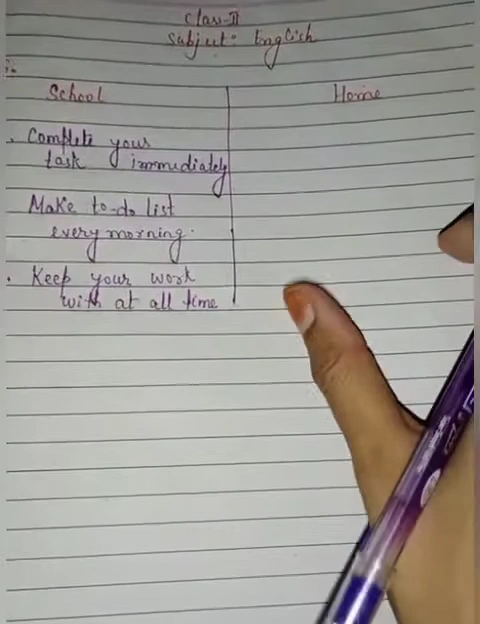 Class-II
Subject: English
School
Home
Complete your
task immediately
Make to-do list
every morning.
Keep your work
with at all time